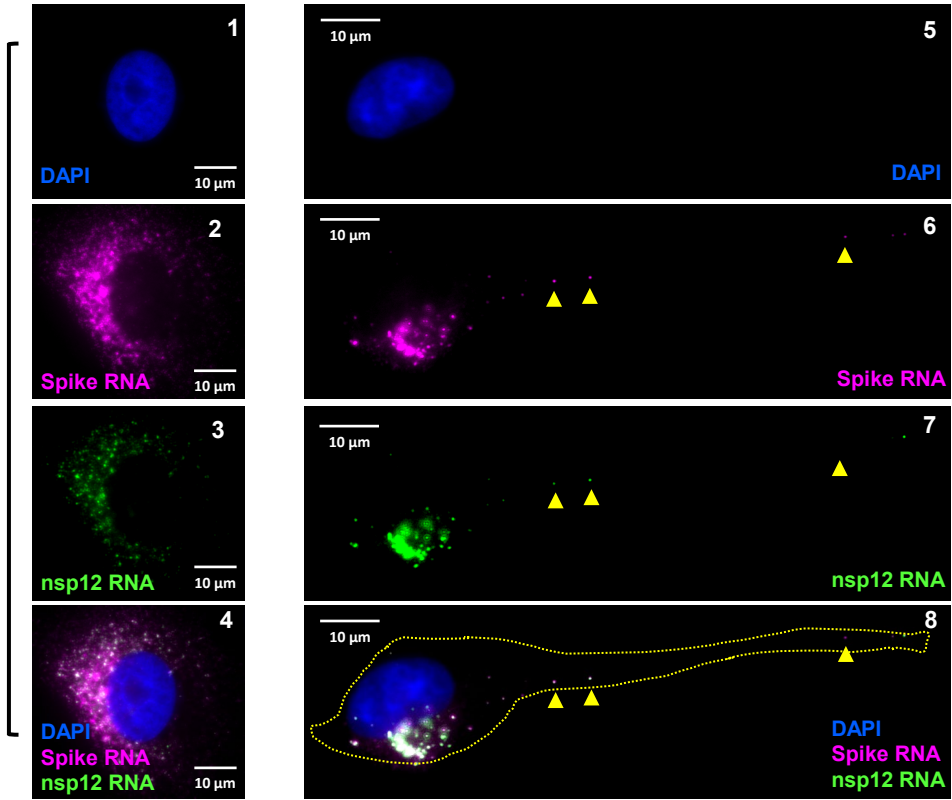 1
DAPI
10 µm
2
Spike RNA
10 µm
3
nsp12 RNA
10 µm
4
DAPI
Spike RNA
nsp12 RNA
10 µm
10 µm
5
DAPI
10 µm
6
Spike RNA
10 µm
7
nsp12 RNA
10 µm
8
DAPI
Spike RNA
nsp12 RNA